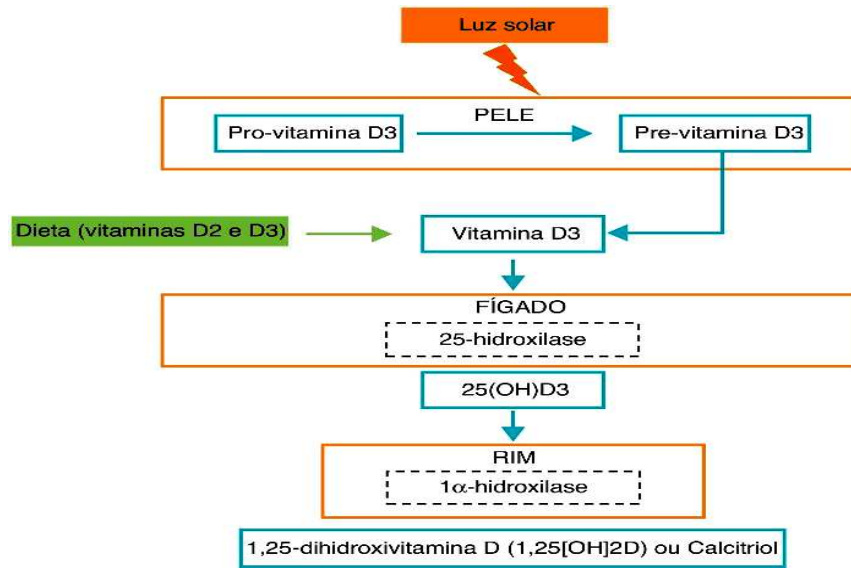 Luz solar
PELE
Pro-vitamina D3
Pre-vitamina D3
Dieta (vitaminas D2 e D3)
Vitamina D3
FÍGADO
25-hidroxilase
25(OH)D3
RIM
1α-hidroxilase
1,25-dihidroxivitamina D (1,25[OH]2D) ou Calcitriol